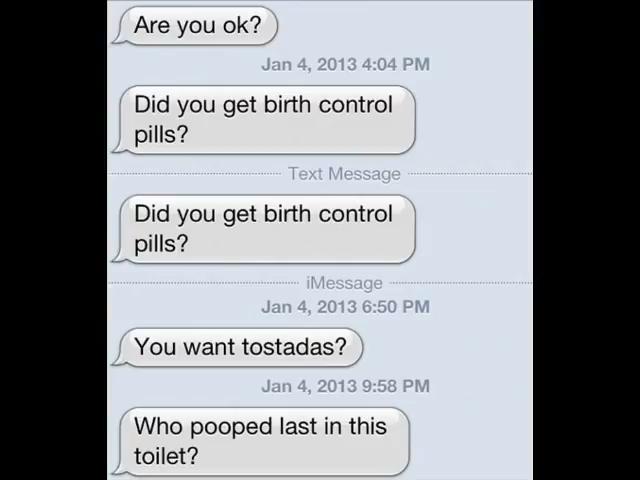 Are you ok?
Jan 4, 2013 4:04 PM
Did you get birth control
pills?
Text Message
Did you get birth control
pills?
iMessage
Jan 4, 2013 6:50 PM
You want tostadas?
Jan 4, 2013 9:58 PM
Who pooped last in this
toilet?